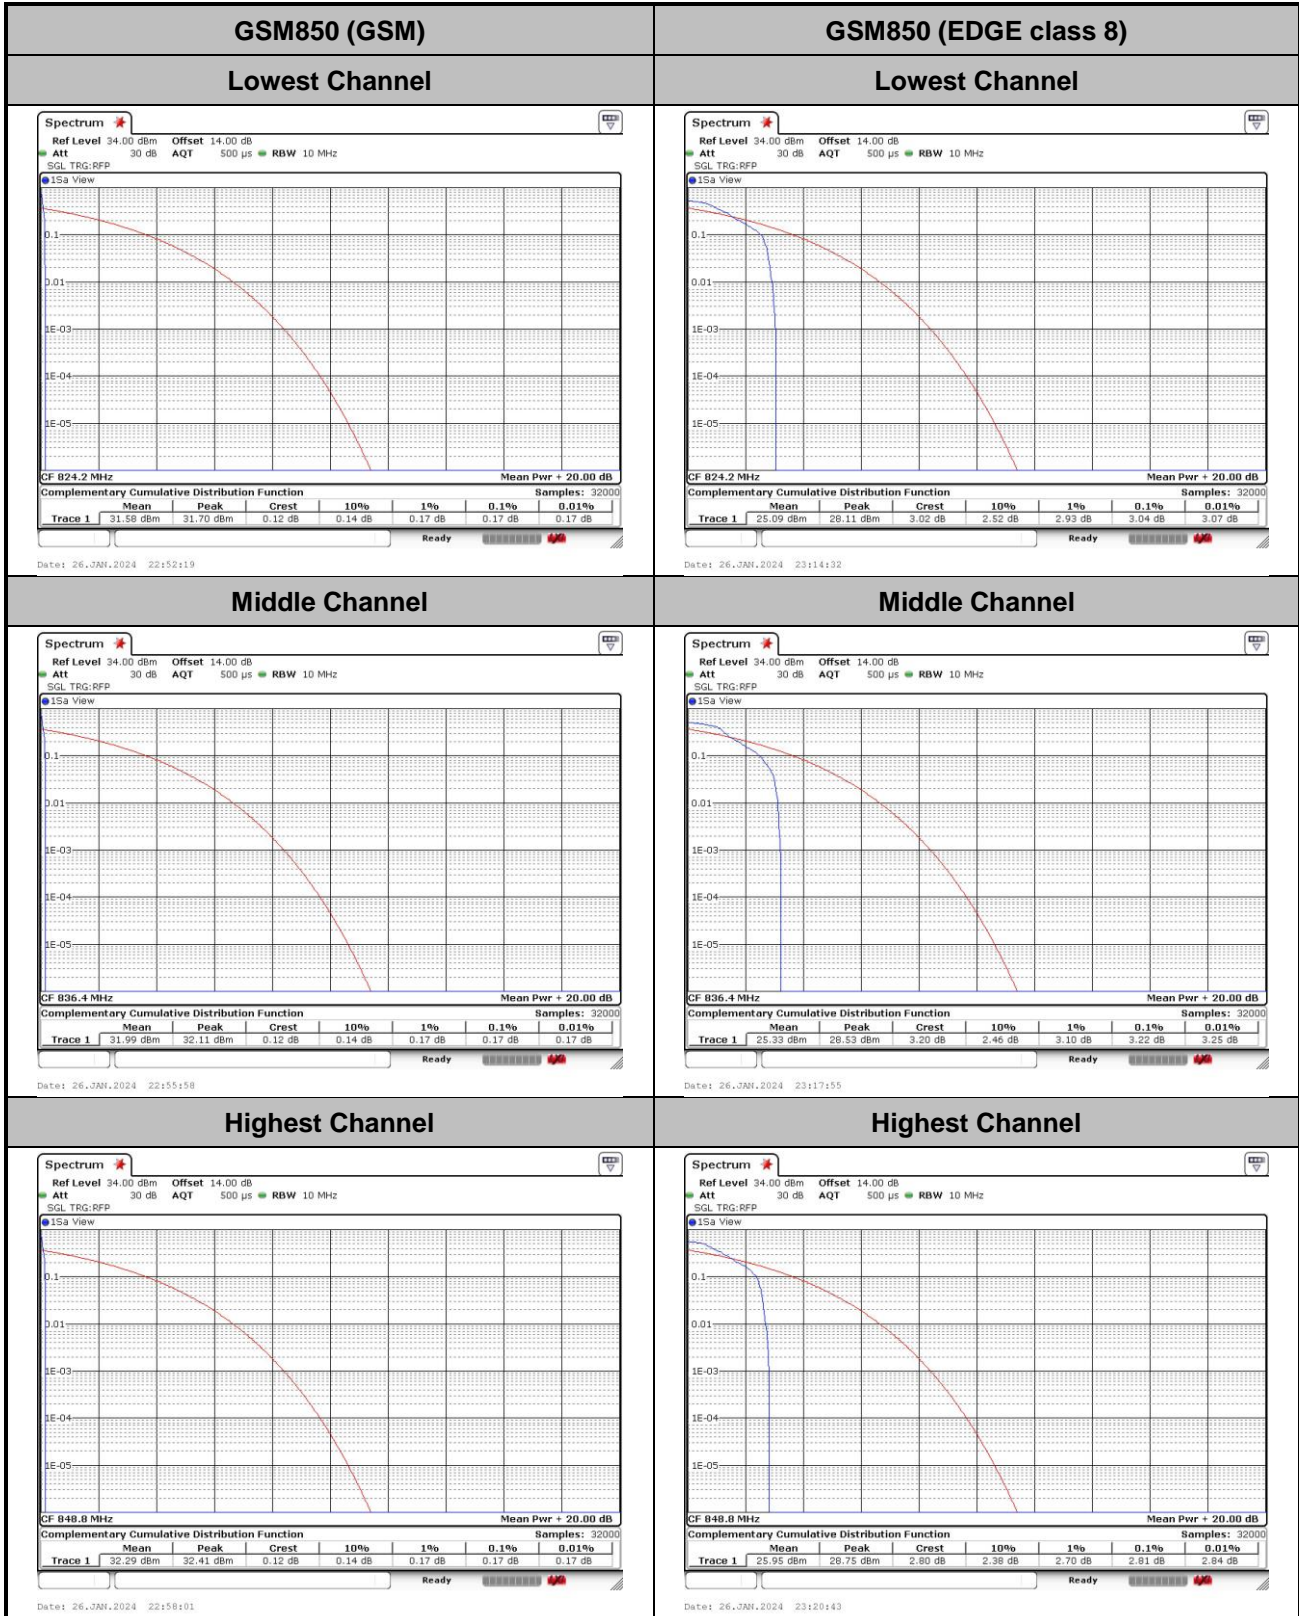 GSM850 (GSM)
GSM850 (EDGE class 8)
Lowest Channel
Lowest Channel
Spectrum
Ref Level 34.00 dBm Offset 14.00 dB
Att 30 dB AQT 500 µs RBW 10 MHz
SGL TRG:RFP
1Sa View
0.1
0.01
1E-03
1E-04
1E-05
CF 824.2 MHz Mean Pwr + 20.00 dB
Complementary Cumulative Distribution Function Samples: 32000
Mean Peak Crest 10% 1% 0.1% 0.01%
Trace 1 31.58 dBm 31.70 dBm 0.12 dB 0.14 dB 0.17 dB 0.17 dB 0.17 dB
Ready
Date: 26.JAN.2024 22:52:19
Spectrum
Ref Level 34.00 dBm Offset 14.00 dB
Att 30 dB AQT 500 µs RBW 10 MHz
SGL TRG:RFP
1Sa View
0.1
0.01
1E-03
1E-04
1E-05
CF 824.2 MHz Mean Pwr + 20.00 dB
Complementary Cumulative Distribution Function Samples: 32000
Mean Peak Crest 10% 1% 0.1% 0.01%
Trace 1 25.09 dBm 28.11 dBm 3.02 dB 2.52 dB 2.93 dB 3.04 dB 3.07 dB
Ready
Date: 26.JAN.2024 23:14:32
Middle Channel
Middle Channel
Spectrum
Ref Level 34.00 dBm Offset 14.00 dB
Att 30 dB AQT 500 µs RBW 10 MHz
SGL TRG:RFP
1Sa View
0.1
0.01
1E-03
1E-04
1E-05
CF 836.4 MHz Mean Pwr + 20.00 dB
Complementary Cumulative Distribution Function Samples: 32000
Mean Peak Crest 10% 1% 0.1% 0.01%
Trace 1 31.99 dBm 32.11 dBm 0.12 dB 0.14 dB 0.17 dB 0.17 dB 0.17 dB
Ready
Date: 26.JAN.2024 22:55:58
Spectrum
Ref Level 34.00 dBm Offset 14.00 dB
Att 30 dB AQT 500 µs RBW 10 MHz
SGL TRG:RFP
1Sa View
0.1
0.01
1E-03
1E-04
1E-05
CF 836.4 MHz Mean Pwr + 20.00 dB
Complementary Cumulative Distribution Function Samples: 32000
Mean Peak Crest 10% 1% 0.1% 0.01%
Trace 1 25.33 dBm 28.53 dBm 3.20 dB 2.46 dB 3.10 dB 3.22 dB 3.25 dB
Ready
Date: 26.JAN.2024 23:17:55
Highest Channel
Highest Channel
Spectrum
Ref Level 34.00 dBm Offset 14.00 dB
Att 30 dB AQT 500 µs RBW 10 MHz
SGL TRG:RFP
1Sa View
0.1
0.01
1E-03
1E-04
1E-05
CF 848.8 MHz Mean Pwr + 20.00 dB
Complementary Cumulative Distribution Function Samples: 32000
Mean Peak Crest 10% 1% 0.1% 0.01%
Trace 1 32.29 dBm 32.41 dBm 0.12 dB 0.14 dB 0.17 dB 0.17 dB 0.17 dB
Ready
Date: 26.JAN.2024 22:58:01
Spectrum
Ref Level 34.00 dBm Offset 14.00 dB
Att 30 dB AQT 500 µs RBW 10 MHz
SGL TRG:RFP
1Sa View
0.1
0.01
1E-03
1E-04
1E-05
CF 848.8 MHz Mean Pwr + 20.00 dB
Complementary Cumulative Distribution Function Samples: 32000
Mean Peak Crest 10% 1% 0.1% 0.01%
Trace 1 25.95 dBm 28.75 dBm 2.80 dB 2.38 dB 2.70 dB 2.81 dB 2.84 dB
Ready
Date: 26.JAN.2024 23:20:43